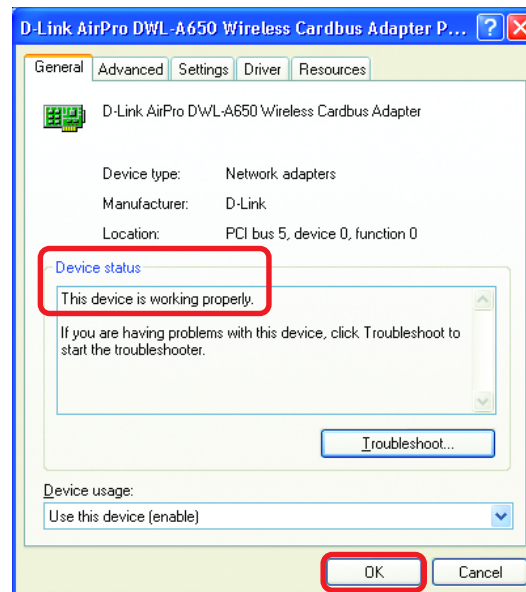 D-Link AirPro DWL-A650 Wireless Cardbus Adapter P...
General Advanced Settings Driver Resources
D-Link AirPro DWL-A650 Wireless Cardbus Adapter
Device type: Network adapters
Manufacturer: D-Link
Location: PCI bus 5, device 0, function 0
Device status
This device is working properly.
If you are having problems with this device, click Troubleshoot to
start the troubleshooter.
Troubleshoot...
Device usage:
Use this device (enable)
OK Cancel